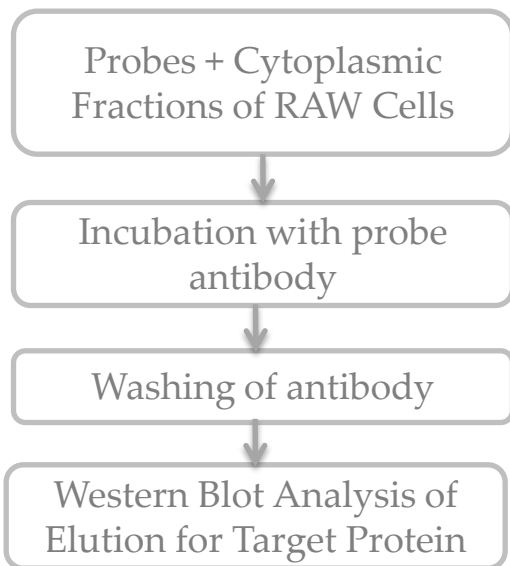 Probes + Cytoplasmic
Fractions of RAW Cells
Incubation with probe
antibody
Washing of antibody
Western Blot Analysis of
Elution for Target Protein